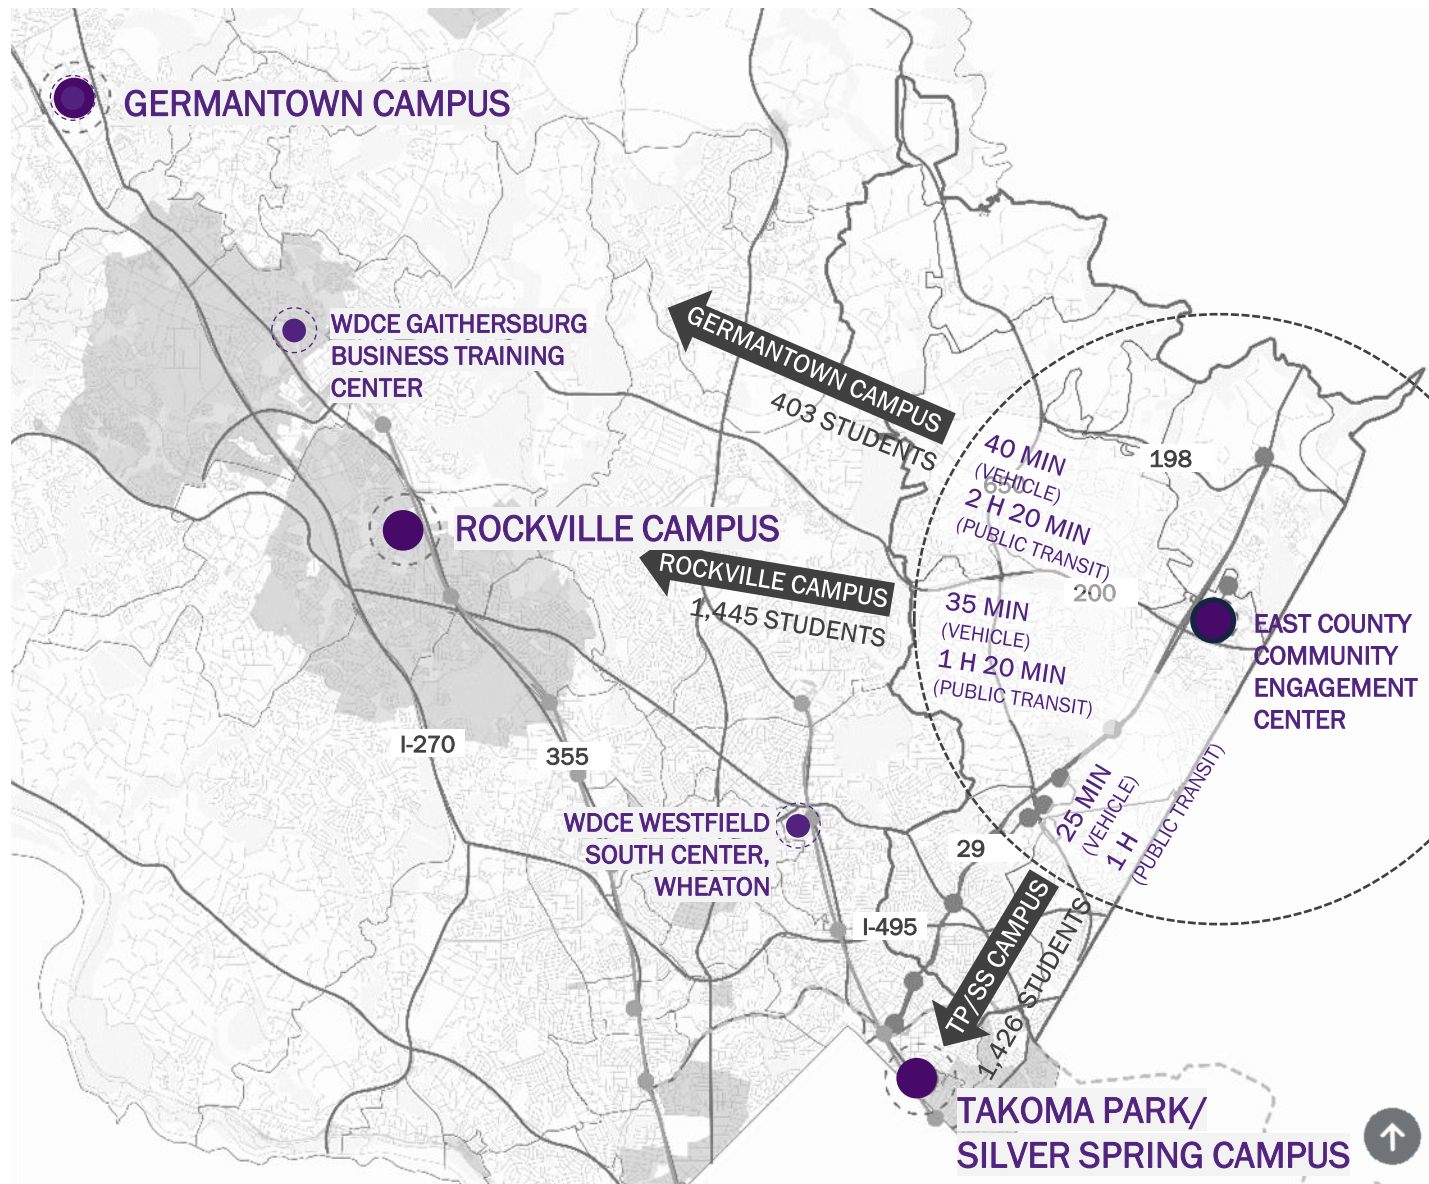 GERMANTOWN CAMPUS
WDCE GAITHERSBURG
BUSINESS TRAINING
CENTER
GERMANTOWN CAMPUS
403 STUDENTS
40 MIN
(VEHICLE)
650
2 H 20 MIN
(PUBLIC TRANSIT)
198
ROCKVILLE CAMPUS
ROCKVILLE CAMPUS
1,445 STUDENTS
200
35 MIN
(VEHICLE)
1 H 20 MIN
(PUBLIC TRANSIT)
EAST COUNTY
COMMUNITY
ENGAGEMENT
CENTER
I-270
355
25 MIN
(VEHICLE)
1 H
(PUBLIC TRANSIT)
WDCE WESTFIELD
SOUTH CENTER,
WHEATON
29
I-495
TP/SS CAMPUS
1,426 STUDENTS
TAKOMA PARK/
SILVER SPRING CAMPUS